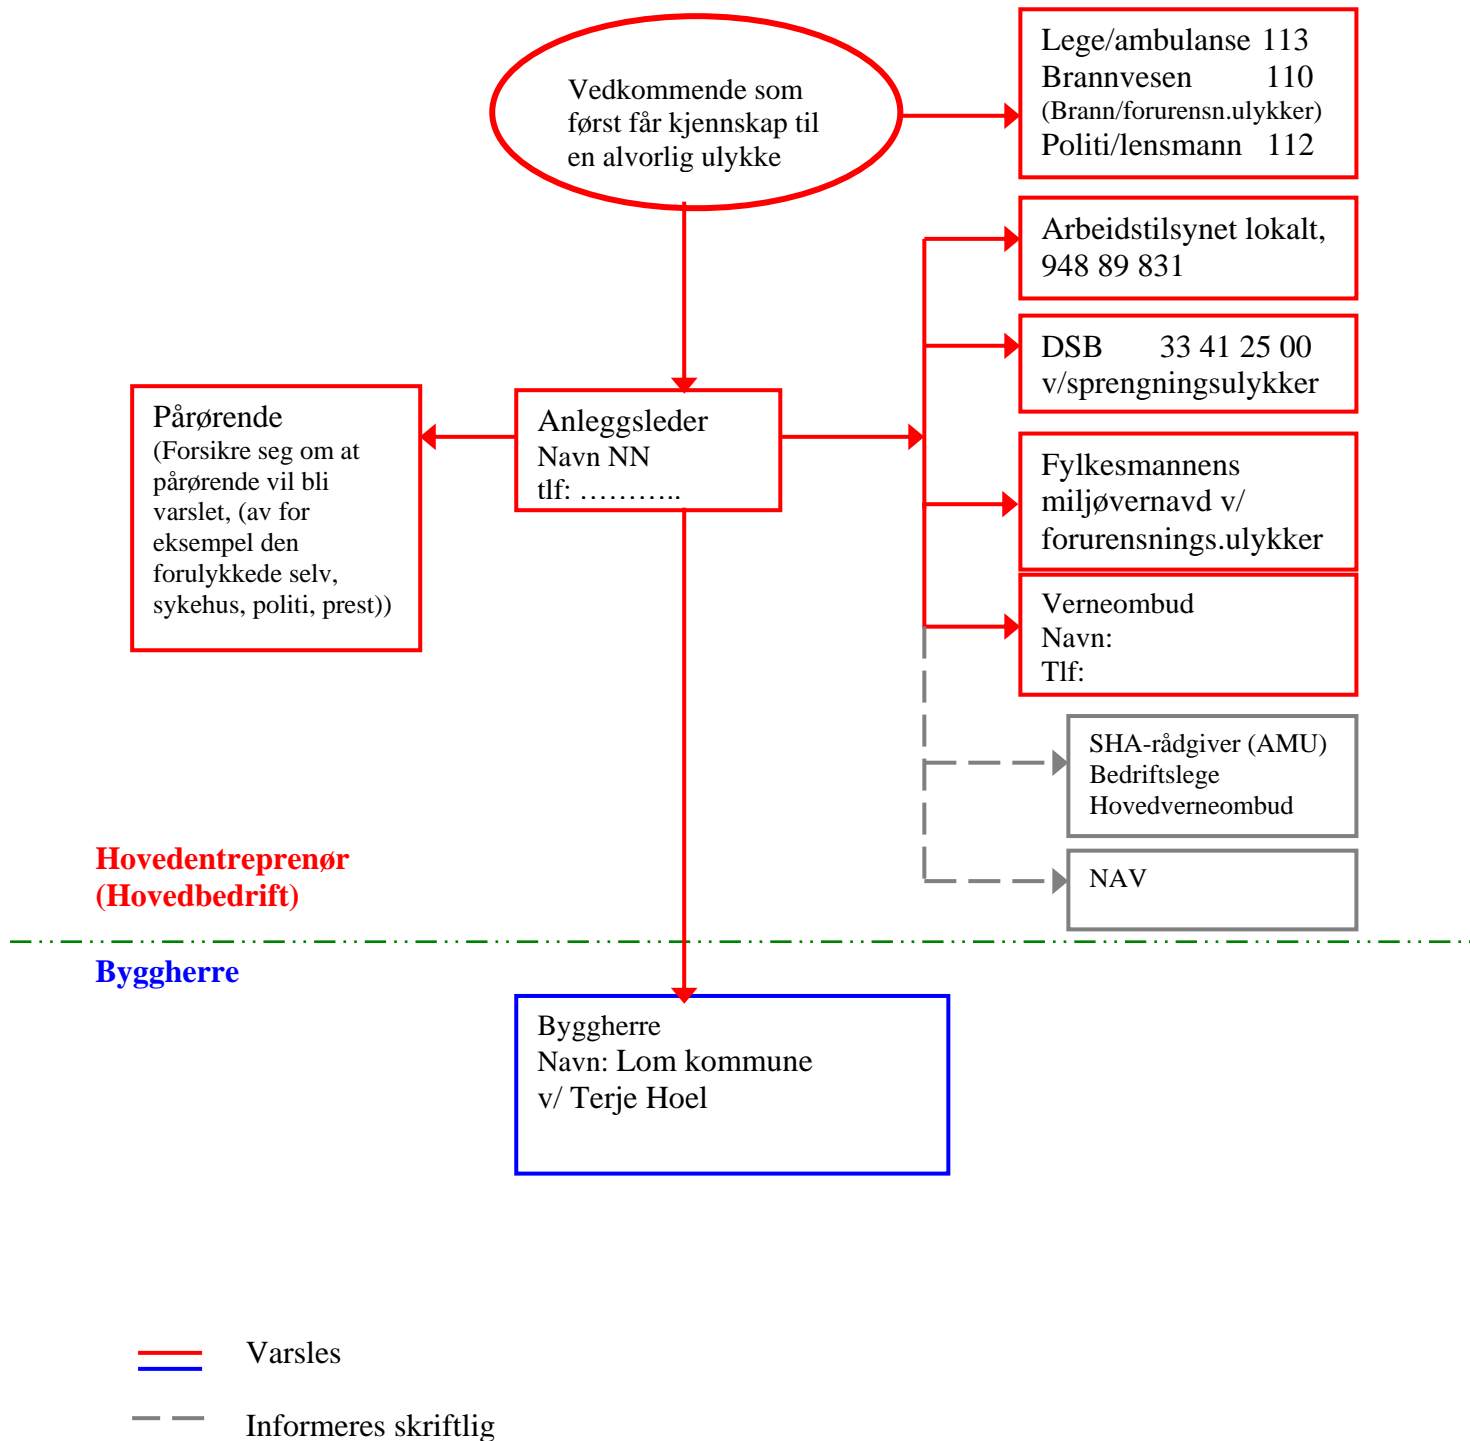 Vedkommende som
først får kjennskap til
en alvorlig ulykke
Lege/ambulanse 113
Brannvesen 110
(Brann/forurensn.ulykker)
Politi/lensmann 112
Arbeidstilsynet lokalt,
948 89 831
DSB 33 41 25 00
v/sprengningsulykker
Pårørende
(Forsikre seg om at
pårørende vil bli
varslet, (av for
eksempel den
forulykkede selv,
sykehus, politi, prest))
Anleggsleder
Navn NN
tlf: ………..
Fylkesmannens
miljøvernavd v/
forurensnings.ulykker
Verneombud
Navn:
Tlf:
SHA-rådgiver (AMU)
Bedriftslege
Hovedverneombud
NAV
Hovedentreprenør
(Hovedbedrift)
Byggherre
Byggherre
Navn: Lom kommune
v/ Terje Hoel
Varsles
Informeres skriftlig